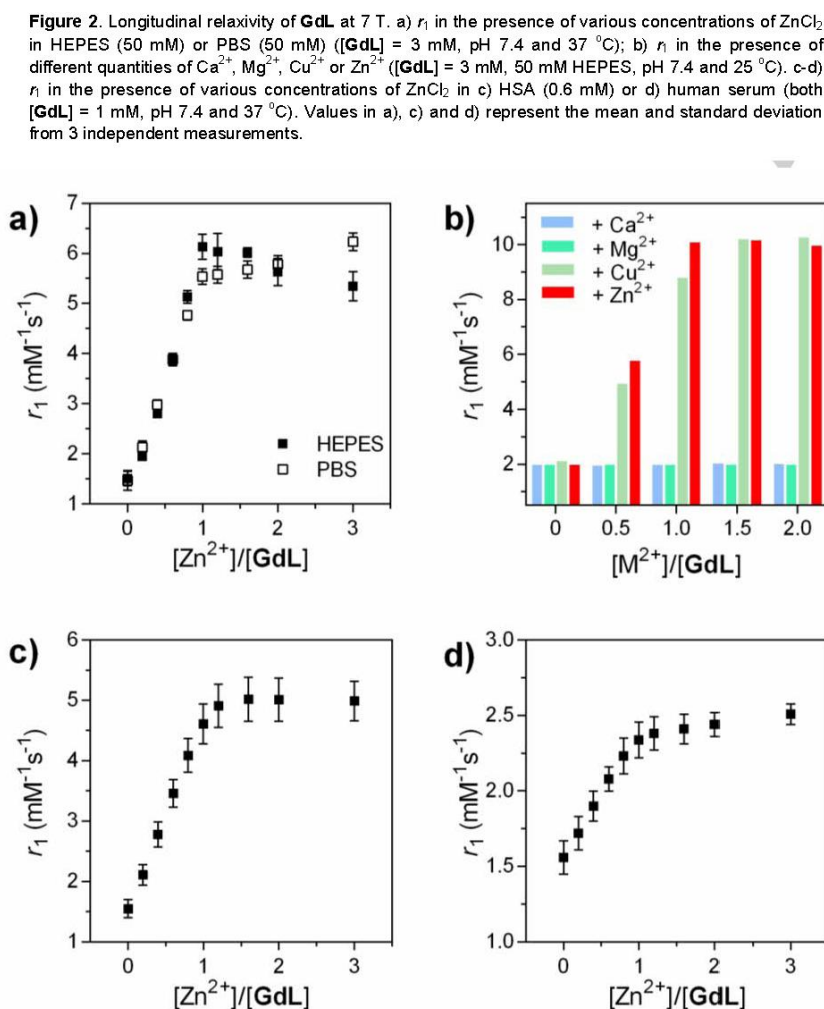 Figure 2. Longitudinal relaxivity of GdL at 7 T. a) r₁ in the presence of various concentrations of ZnCl₂
in HEPES (50 mM) or PBS (50 mM) ([GdL] = 3 mM, pH 7.4 and 37 °C); b) r₁ in the presence of
different quantities of Ca²⁺, Mg²⁺, Cu²⁺ or Zn²⁺ ([GdL] = 3 mM, 50 mM HEPES, pH 7.4 and 25 °C). c-d)
r₁ in the presence of various concentrations of ZnCl₂ in c) HSA (0.6 mM) or d) human serum (both
[GdL] = 1 mM, pH 7.4 and 37 °C). Values in a), c) and d) represent the mean and standard deviation
from 3 independent measurements.
a)
r₁ (mM⁻¹s⁻¹)
7
6
5
4
3
2
1
HEPES
PBS
0 1 2 3
[Zn²⁺]/[GdL]
b)
r₁ (mM⁻¹s⁻¹)
10
8
6
4
2
+ Ca²⁺
+ Mg²⁺
+ Cu²⁺
+ Zn²⁺
0 0.5 1.0 1.5 2.0
[M²⁺]/[GdL]
c)
r₁ (mM⁻¹s⁻¹)
6
5
4
3
2
1
0 1 2 3
[Zn²⁺]/[GdL]
d)
r₁ (mM⁻¹s⁻¹)
3.0
2.5
2.0
1.5
1.0
0 1 2 3
[Zn²⁺]/[GdL]